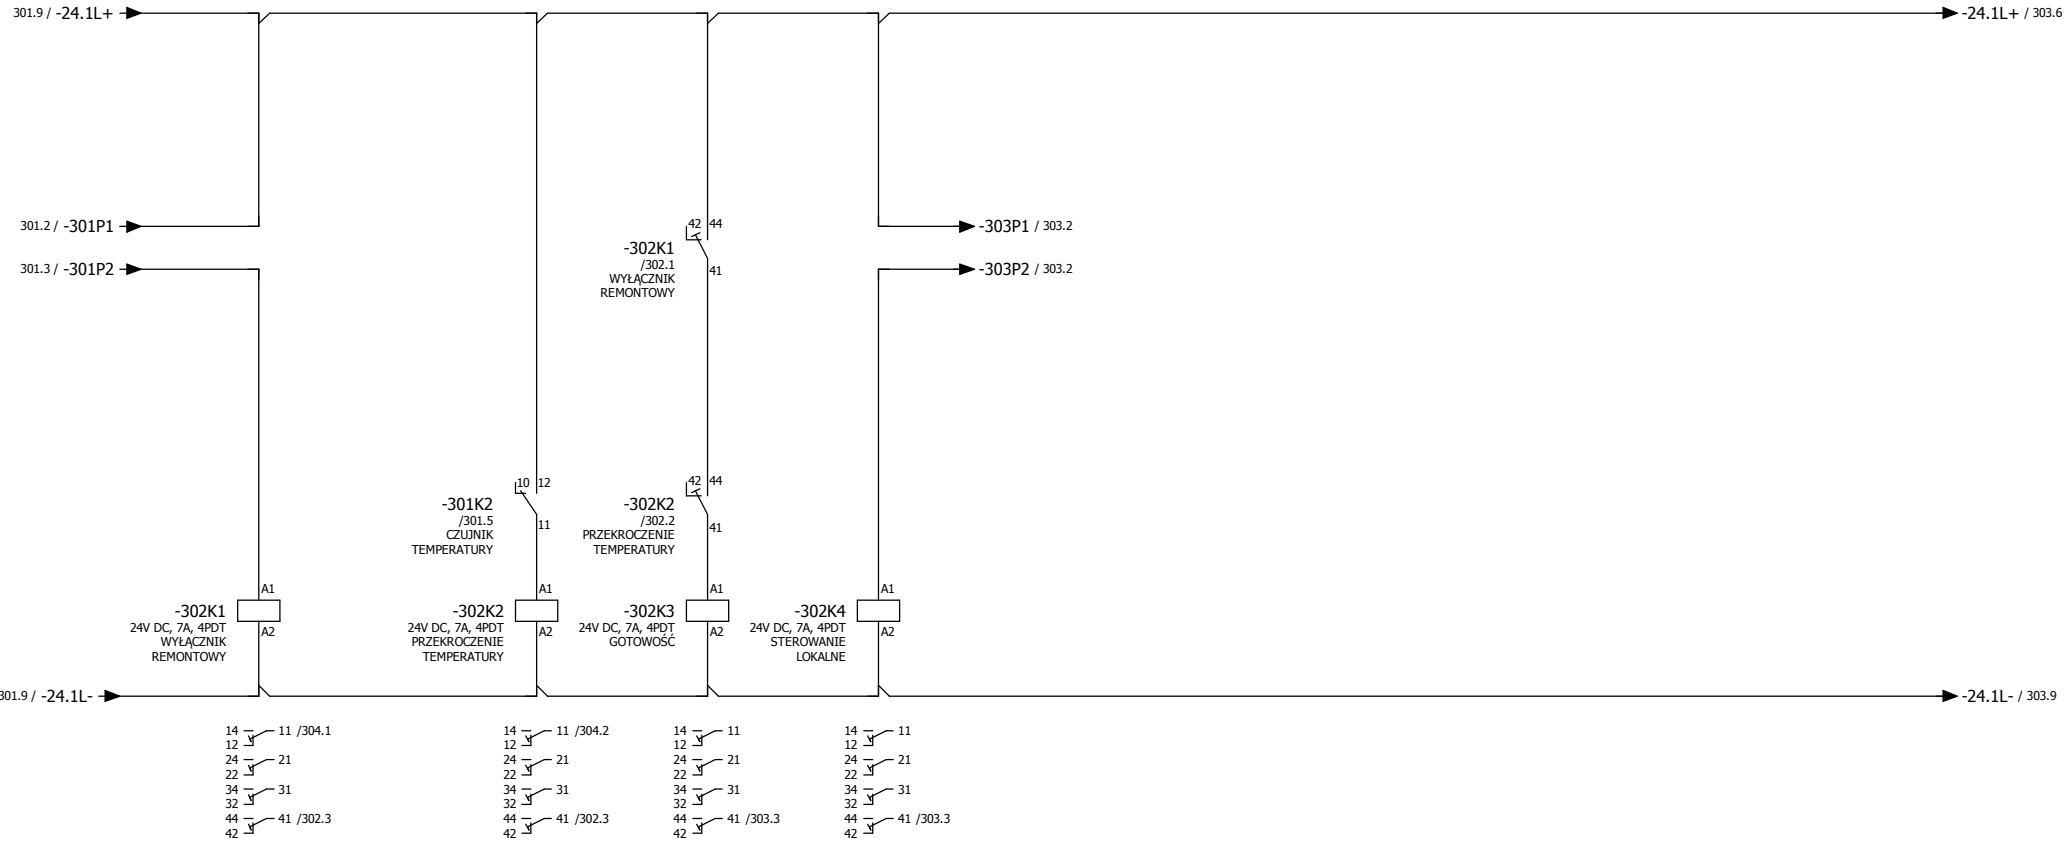 301.9 / -24.1L+
-24.1L+ / 303.6
301.2 / -301P1
301.3 / -301P2
42 44
-302K1
/302.1
WYŁĄCZNIK
REMONTOWY
41
-303P1 / 303.2
-303P2 / 303.2
10 12
-301K2
/301.5
CZUJNIK
TEMPERATURY
11
42 44
-302K2
/302.2
PRZEKROCZENIE
TEMPERATURY
41
A1
-302K1
24V DC, 7A, 4PDT
WYŁĄCZNIK
REMONTOWY
A2
A1
-302K2
24V DC, 7A, 4PDT
PRZEKROCZENIE
TEMPERATURY
A2
A1
-302K3
24V DC, 7A, 4PDT
GOTOWOŚĆ
A2
A1
-302K4
24V DC, 7A, 4PDT
STEROWANIE
LOKALNE
A2
301.9 / -24.1L-
-24.1L- / 303.9
14 11 /304.1
12
24 21
22
34 31
32
44 41 /302.3
42
14 11 /304.2
12
24 21
22
34 31
32
44 41 /302.3
42
14 11
12
24 21
22
34 31
32
44 41 /303.3
42
14 11
12
24 21
22
34 31
32
44 41 /303.3
42